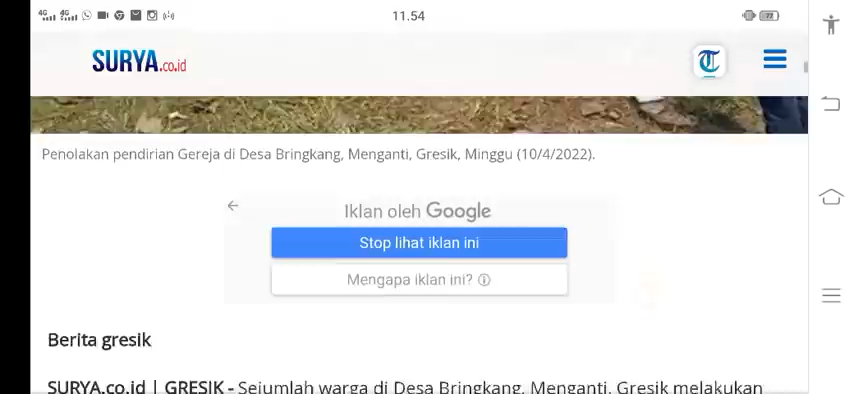 4G 4G
11.54
77
SURYA.co.id
T
Penolakan pendirian Gereja di Desa Bringkang, Menganti, Gresik, Minggu (10/4/2022).
Iklan oleh Google
Stop lihat iklan ini
Mengapa iklan ini?
Berita gresik
SURYA.co.id | GRESIK - Sejumlah warga di Desa Bringkang, Menganti, Gresik melakukan